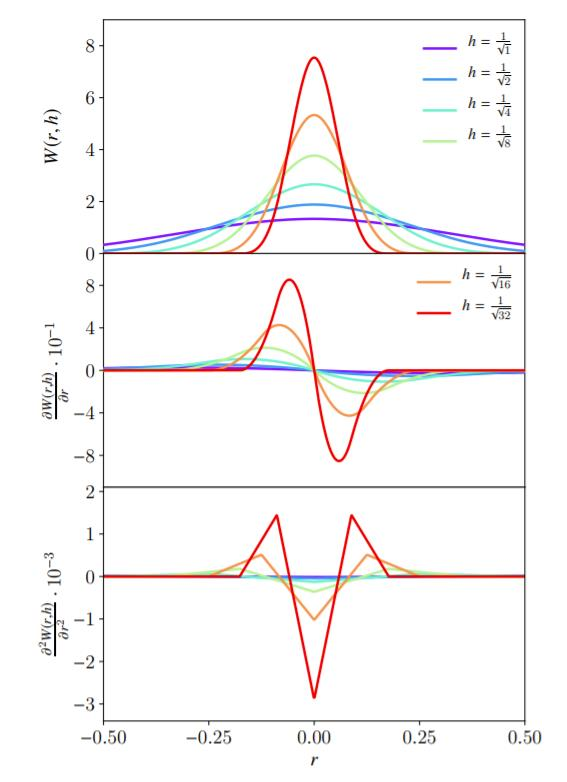 8
6
4
2
0
W(r, h)
h = 1/√1
h = 1/√2
h = 1/√4
h = 1/√8
8
4
0
−4
−8
∂W(r,h)/∂r · 10⁻¹
h = 1/√16
h = 1/√32
2
1
0
−1
−2
−3
∂²W(r,h)/∂r² · 10⁻³
−0.50 −0.25 0.00 0.25 0.50
r